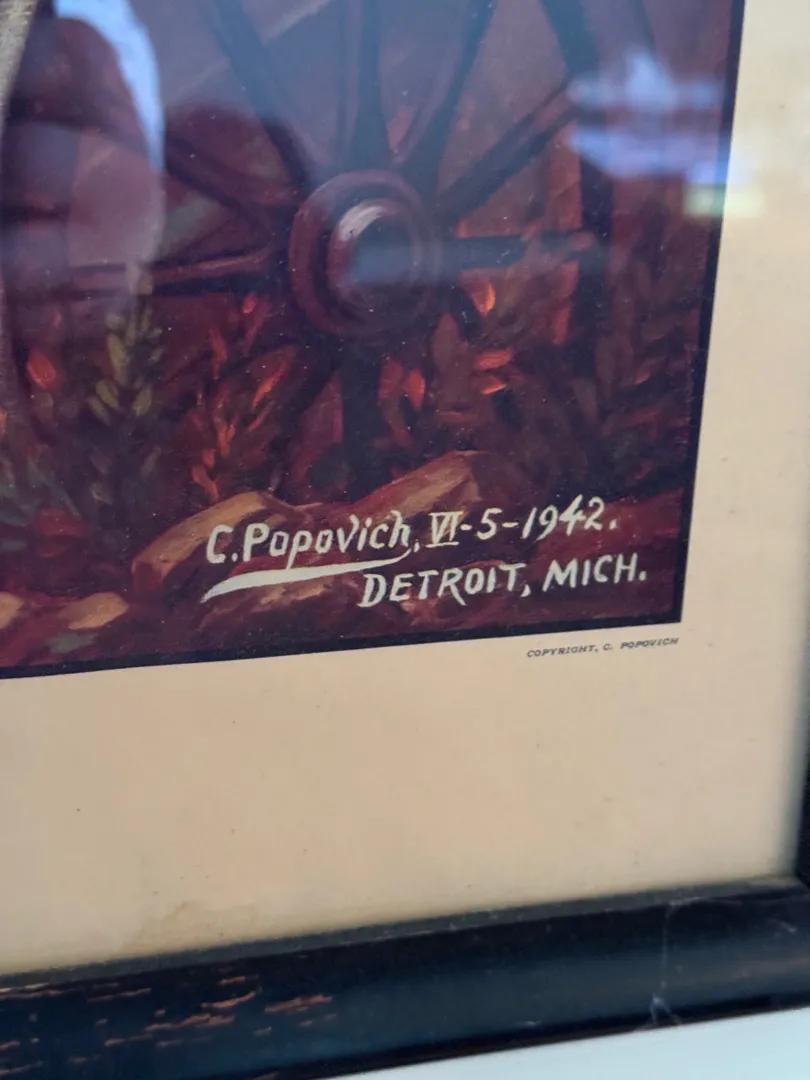 C. Popovich, VI-5-1942.
DETROIT, MICH.
COPYRIGHT, C. POPOVICH